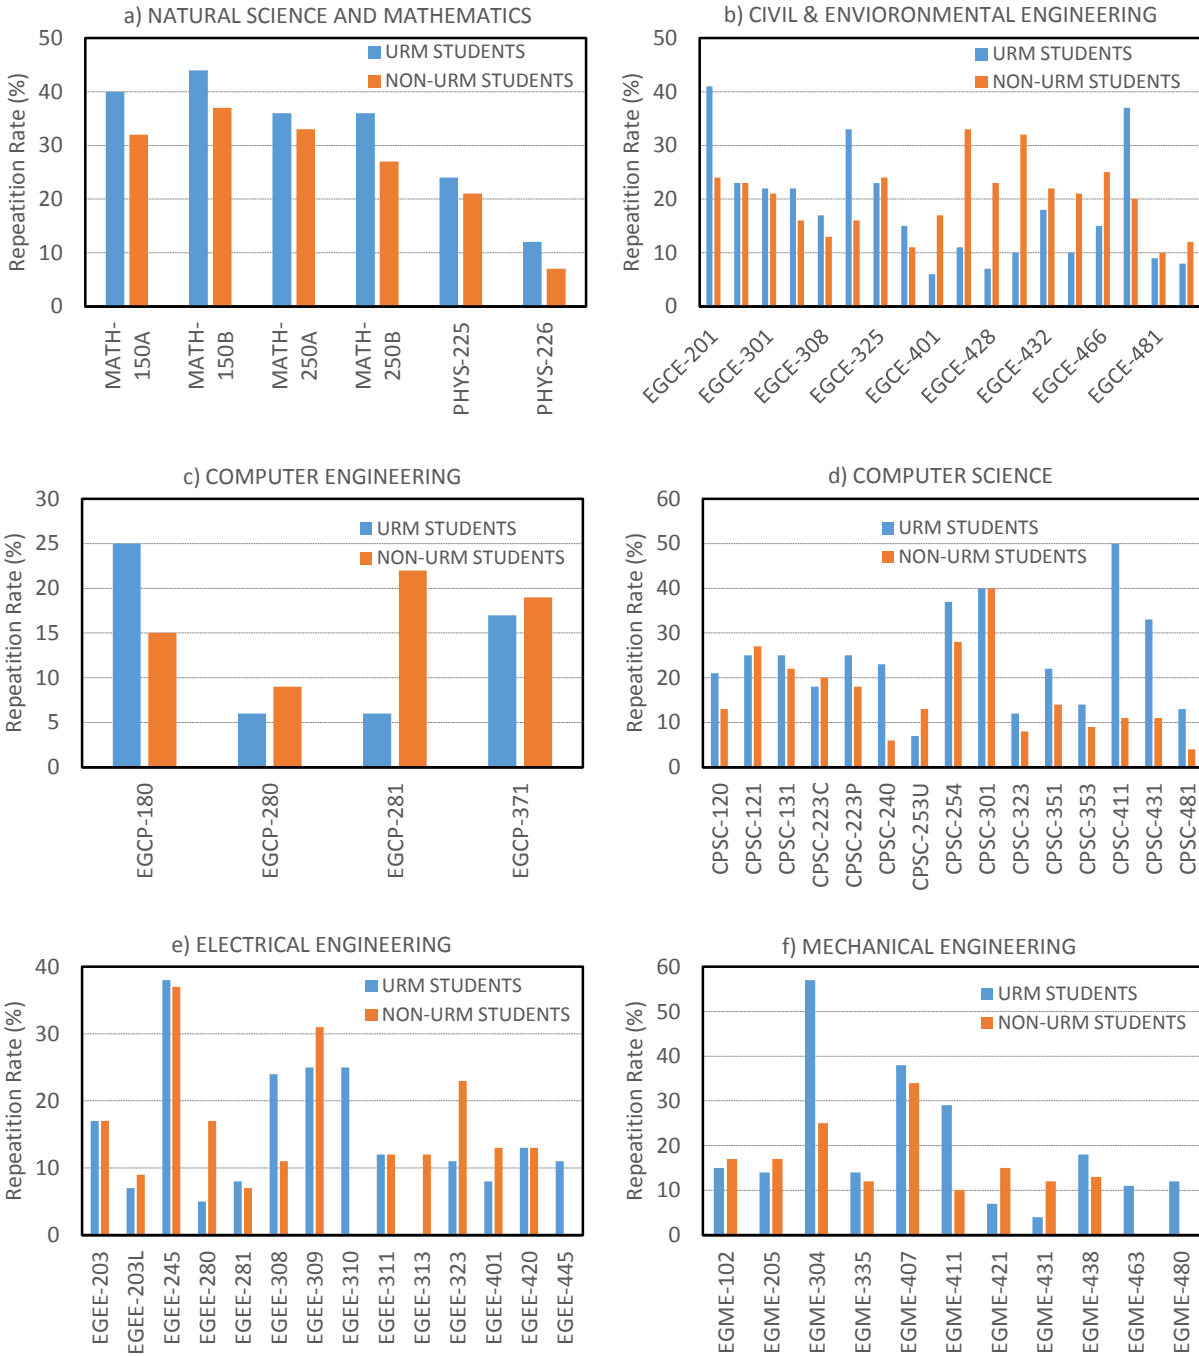 a) NATURAL SCIENCE AND MATHEMATICS
URM STUDENTS
NON-URM STUDENTS
Repeatition Rate (%)
50
40
30
20
10
0
MATH-
150A
MATH-
150B
MATH-
250A
MATH-
250B
PHYS-225
PHYS-226
b) CIVIL & ENVIORONMENTAL ENGINEERING
URM STUDENTS
NON-URM STUDENTS
Repeatition Rate (%)
50
40
30
20
10
0
EGCE-201
EGCE-301
EGCE-308
EGCE-325
EGCE-401
EGCE-428
EGCE-432
EGCE-466
EGCE-481
c) COMPUTER ENGINEERING
URM STUDENTS
NON-URM STUDENTS
Repeatition Rate (%)
30
25
20
15
10
5
0
EGCP-180
EGCP-280
EGCP-281
EGCP-371
d) COMPUTER SCIENCE
URM STUDENTS
NON-URM STUDENTS
Repeatition Rate (%)
60
50
40
30
20
10
0
CPSC-120
CPSC-121
CPSC-131
CPSC-223C
CPSC-223P
CPSC-240
CPSC-253U
CPSC-254
CPSC-301
CPSC-323
CPSC-351
CPSC-353
CPSC-411
CPSC-431
CPSC-481
e) ELECTRICAL ENGINEERING
URM STUDENTS
NON-URM STUDENTS
Repeatition Rate (%)
40
30
20
10
0
EGEE-203
EGEE-203L
EGEE-245
EGEE-280
EGEE-281
EGEE-308
EGEE-309
EGEE-310
EGEE-311
EGEE-313
EGEE-323
EGEE-401
EGEE-420
EGEE-445
f) MECHANICAL ENGINEERING
URM STUDENTS
NON-URM STUDENTS
Repeatition Rate (%)
60
50
40
30
20
10
0
EGME-102
EGME-205
EGME-304
EGME-335
EGME-407
EGME-411
EGME-421
EGME-431
EGME-438
EGME-463
EGME-480